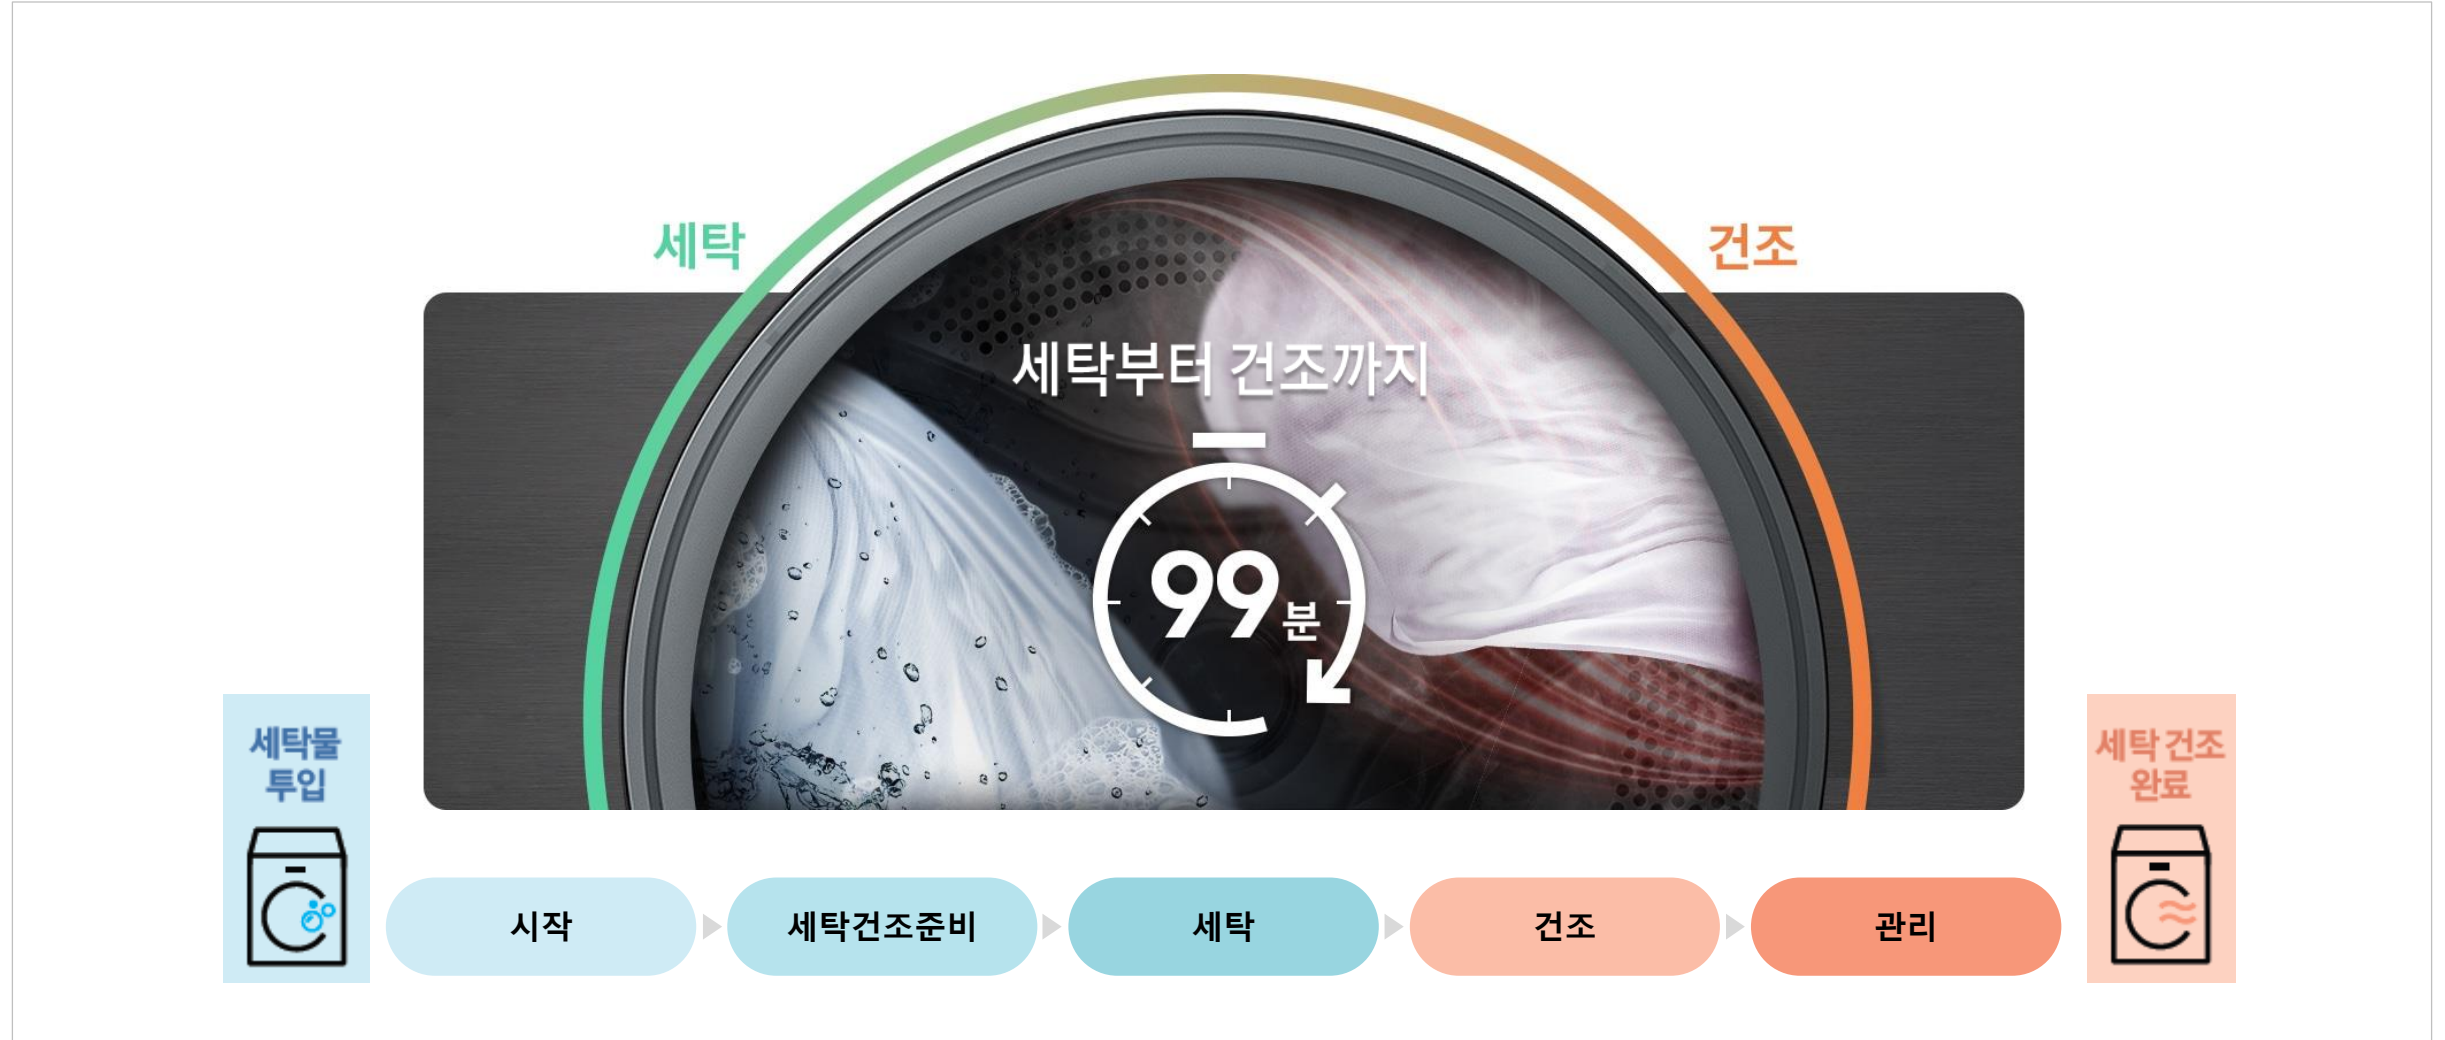 세탁
건조
세탁부터 건조까지
99분
세탁물
투입
시작
세탁건조준비
세탁
건조
관리
세탁 건조
완료